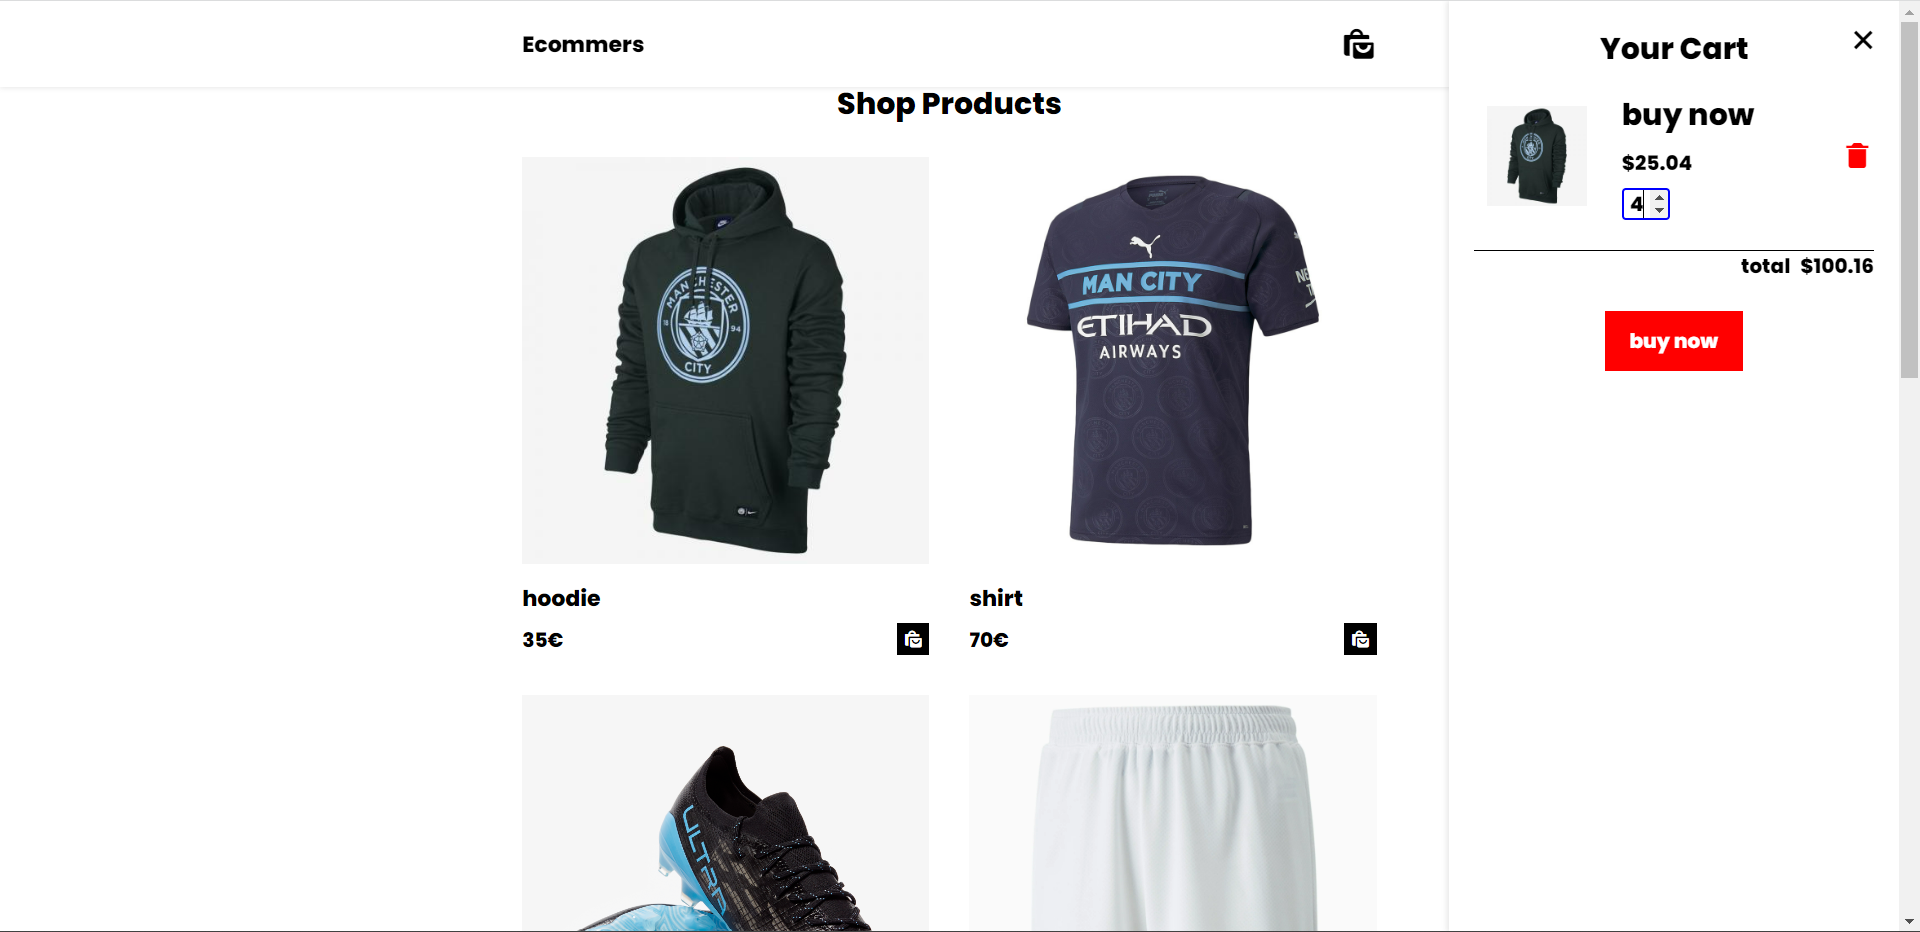 Ecommers
Shop Products
MANCHESTER
18 94
CITY
hoodie
35€
MAN CITY
ETIHAD
AIRWAYS
shirt
70€
ULTRA
Your Cart
buy now
$25.04
4
total $100.16
buy now